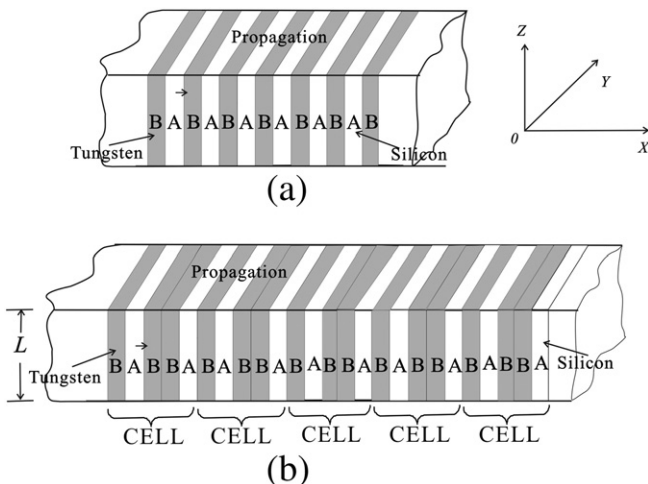 Propagation
Z
Y
0
X
B A B A B A B A B A B A B
Tungsten
Silicon
(a)
Propagation
L
B A B B A B A B B A B A B B A B A B B A B A B B A
Tungsten
Silicon
CELL CELL CELL CELL CELL
(b)